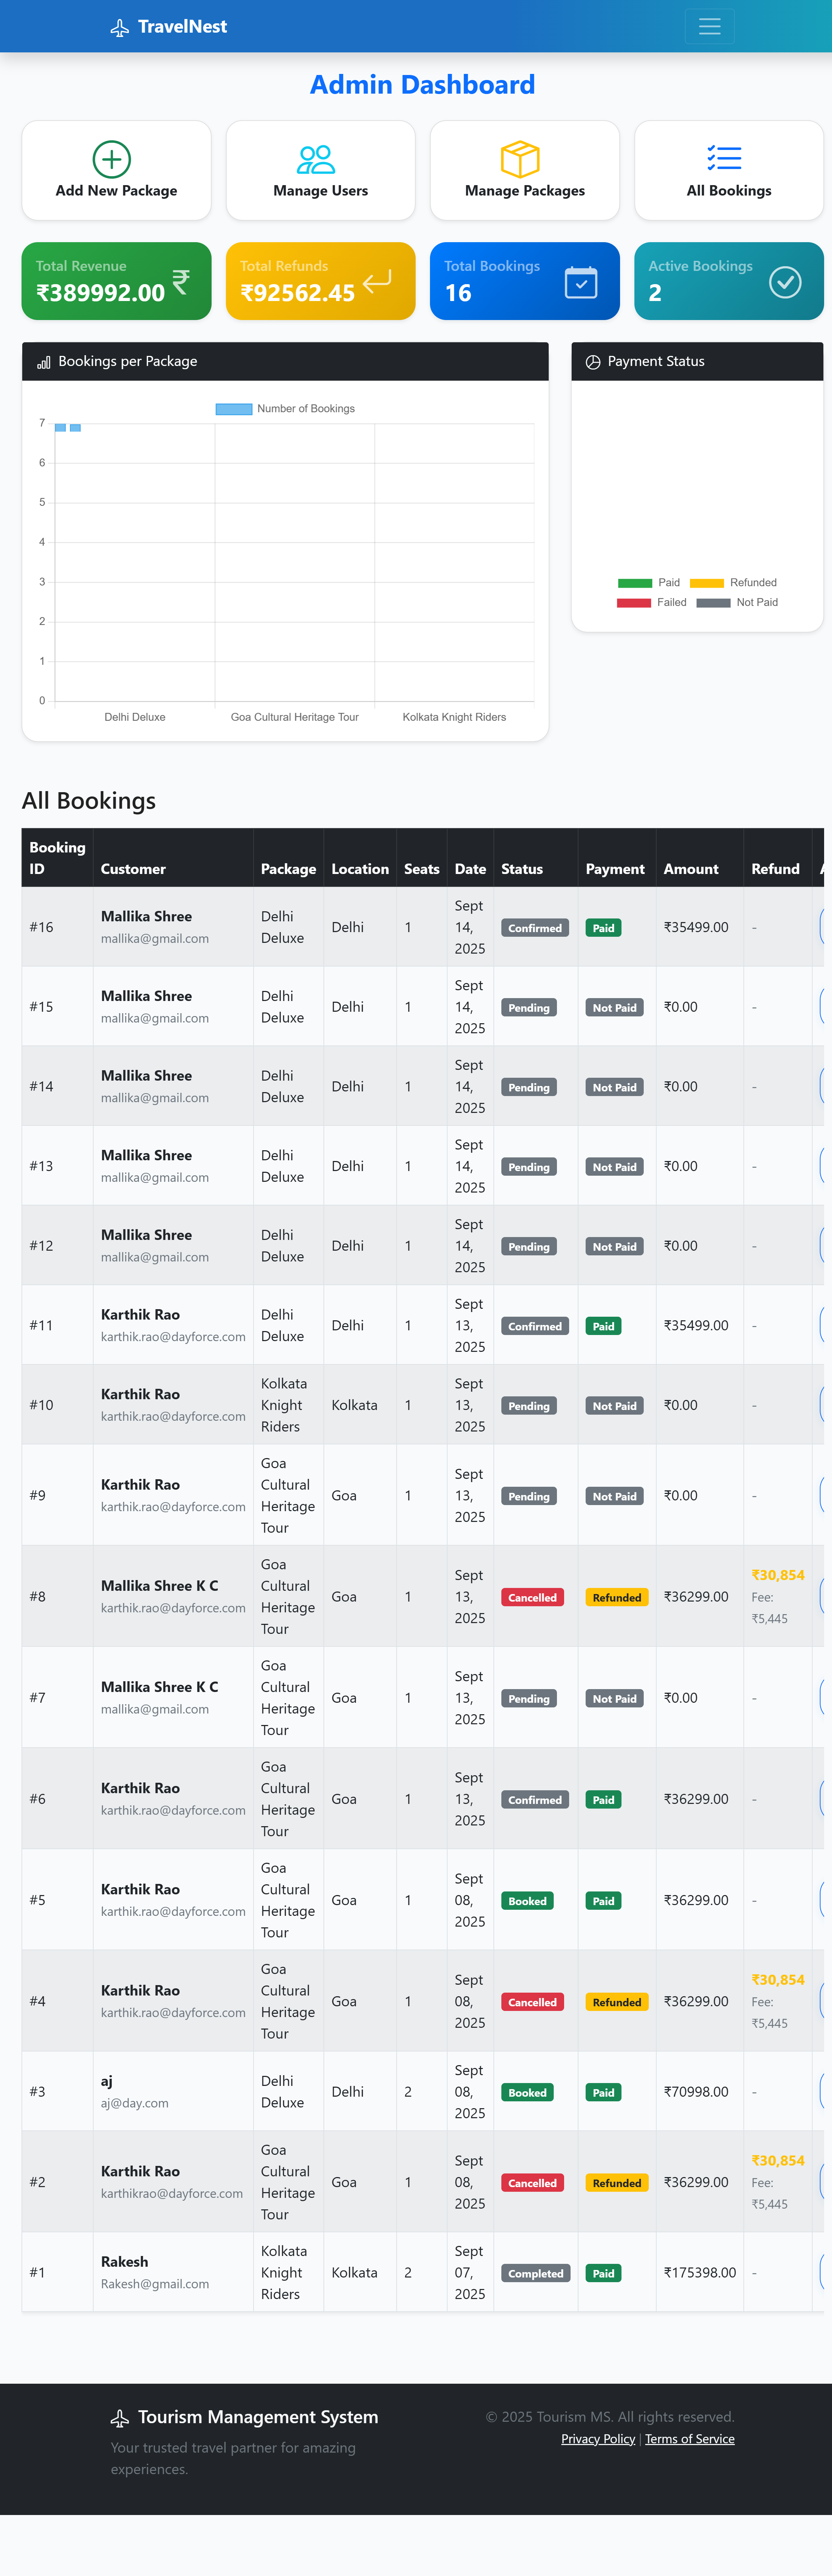 TravelNest
Admin Dashboard
Add New Package
Manage Users
Manage Packages
All Bookings
Total Revenue
₹389992.00
Total Refunds
₹92562.45
Total Bookings
16
Active Bookings
2
Bookings per Package
Payment Status
Number of Bookings
7
6
5
4
3
2
1
0
Delhi Deluxe Goa Cultural Heritage Tour Kolkata Knight Riders
Paid Refunded
Failed Not Paid
All Bookings
Booking
ID Customer Package Location Seats Date Status Payment Amount Refund
#16
Mallika Shree
mallika@gmail.com
Delhi
Deluxe
Delhi
1
Sept
14,
2025
Confirmed
Paid
₹35499.00
-
#15
Mallika Shree
mallika@gmail.com
Delhi
Deluxe
Delhi
1
Sept
14,
2025
Pending
Not Paid
₹0.00
-
#14
Mallika Shree
mallika@gmail.com
Delhi
Deluxe
Delhi
1
Sept
14,
2025
Pending
Not Paid
₹0.00
-
#13
Mallika Shree
mallika@gmail.com
Delhi
Deluxe
Delhi
1
Sept
14,
2025
Pending
Not Paid
₹0.00
-
#12
Mallika Shree
mallika@gmail.com
Delhi
Deluxe
Delhi
1
Sept
14,
2025
Pending
Not Paid
₹0.00
-
#11
Karthik Rao
karthik.rao@dayforce.com
Delhi
Deluxe
Delhi
1
Sept
13,
2025
Confirmed
Paid
₹35499.00
-
#10
Karthik Rao
karthik.rao@dayforce.com
Kolkata
Knight
Riders
Kolkata
1
Sept
13,
2025
Pending
Not Paid
₹0.00
-
#9
Karthik Rao
karthik.rao@dayforce.com
Goa
Cultural
Heritage
Tour
Goa
1
Sept
13,
2025
Pending
Not Paid
₹0.00
-
#8
Mallika Shree K C
karthik.rao@dayforce.com
Goa
Cultural
Heritage
Tour
Goa
1
Sept
13,
2025
Cancelled
Refunded
₹36299.00
₹30,854
Fee:
₹5,445
#7
Mallika Shree K C
mallika@gmail.com
Goa
Cultural
Heritage
Tour
Goa
1
Sept
13,
2025
Pending
Not Paid
₹0.00
-
#6
Karthik Rao
karthik.rao@dayforce.com
Goa
Cultural
Heritage
Tour
Goa
1
Sept
13,
2025
Confirmed
Paid
₹36299.00
-
#5
Karthik Rao
karthik.rao@dayforce.com
Goa
Cultural
Heritage
Tour
Goa
1
Sept
08,
2025
Booked
Paid
₹36299.00
-
#4
Karthik Rao
karthik.rao@dayforce.com
Goa
Cultural
Heritage
Tour
Goa
1
Sept
08,
2025
Cancelled
Refunded
₹36299.00
₹30,854
Fee:
₹5,445
#3
aj
aj@day.com
Delhi
Deluxe
Delhi
2
Sept
08,
2025
Booked
Paid
₹70998.00
-
#2
Karthik Rao
karthikrao@dayforce.com
Goa
Cultural
Heritage
Tour
Goa
1
Sept
08,
2025
Cancelled
Refunded
₹36299.00
₹30,854
Fee:
₹5,445
#1
Rakesh
Rakesh@gmail.com
Kolkata
Knight
Riders
Kolkata
2
Sept
07,
2025
Completed
Paid
₹175398.00
-
Tourism Management System
Your trusted travel partner for amazing
experiences.
© 2025 Tourism MS. All rights reserved.
Privacy Policy | Terms of Service